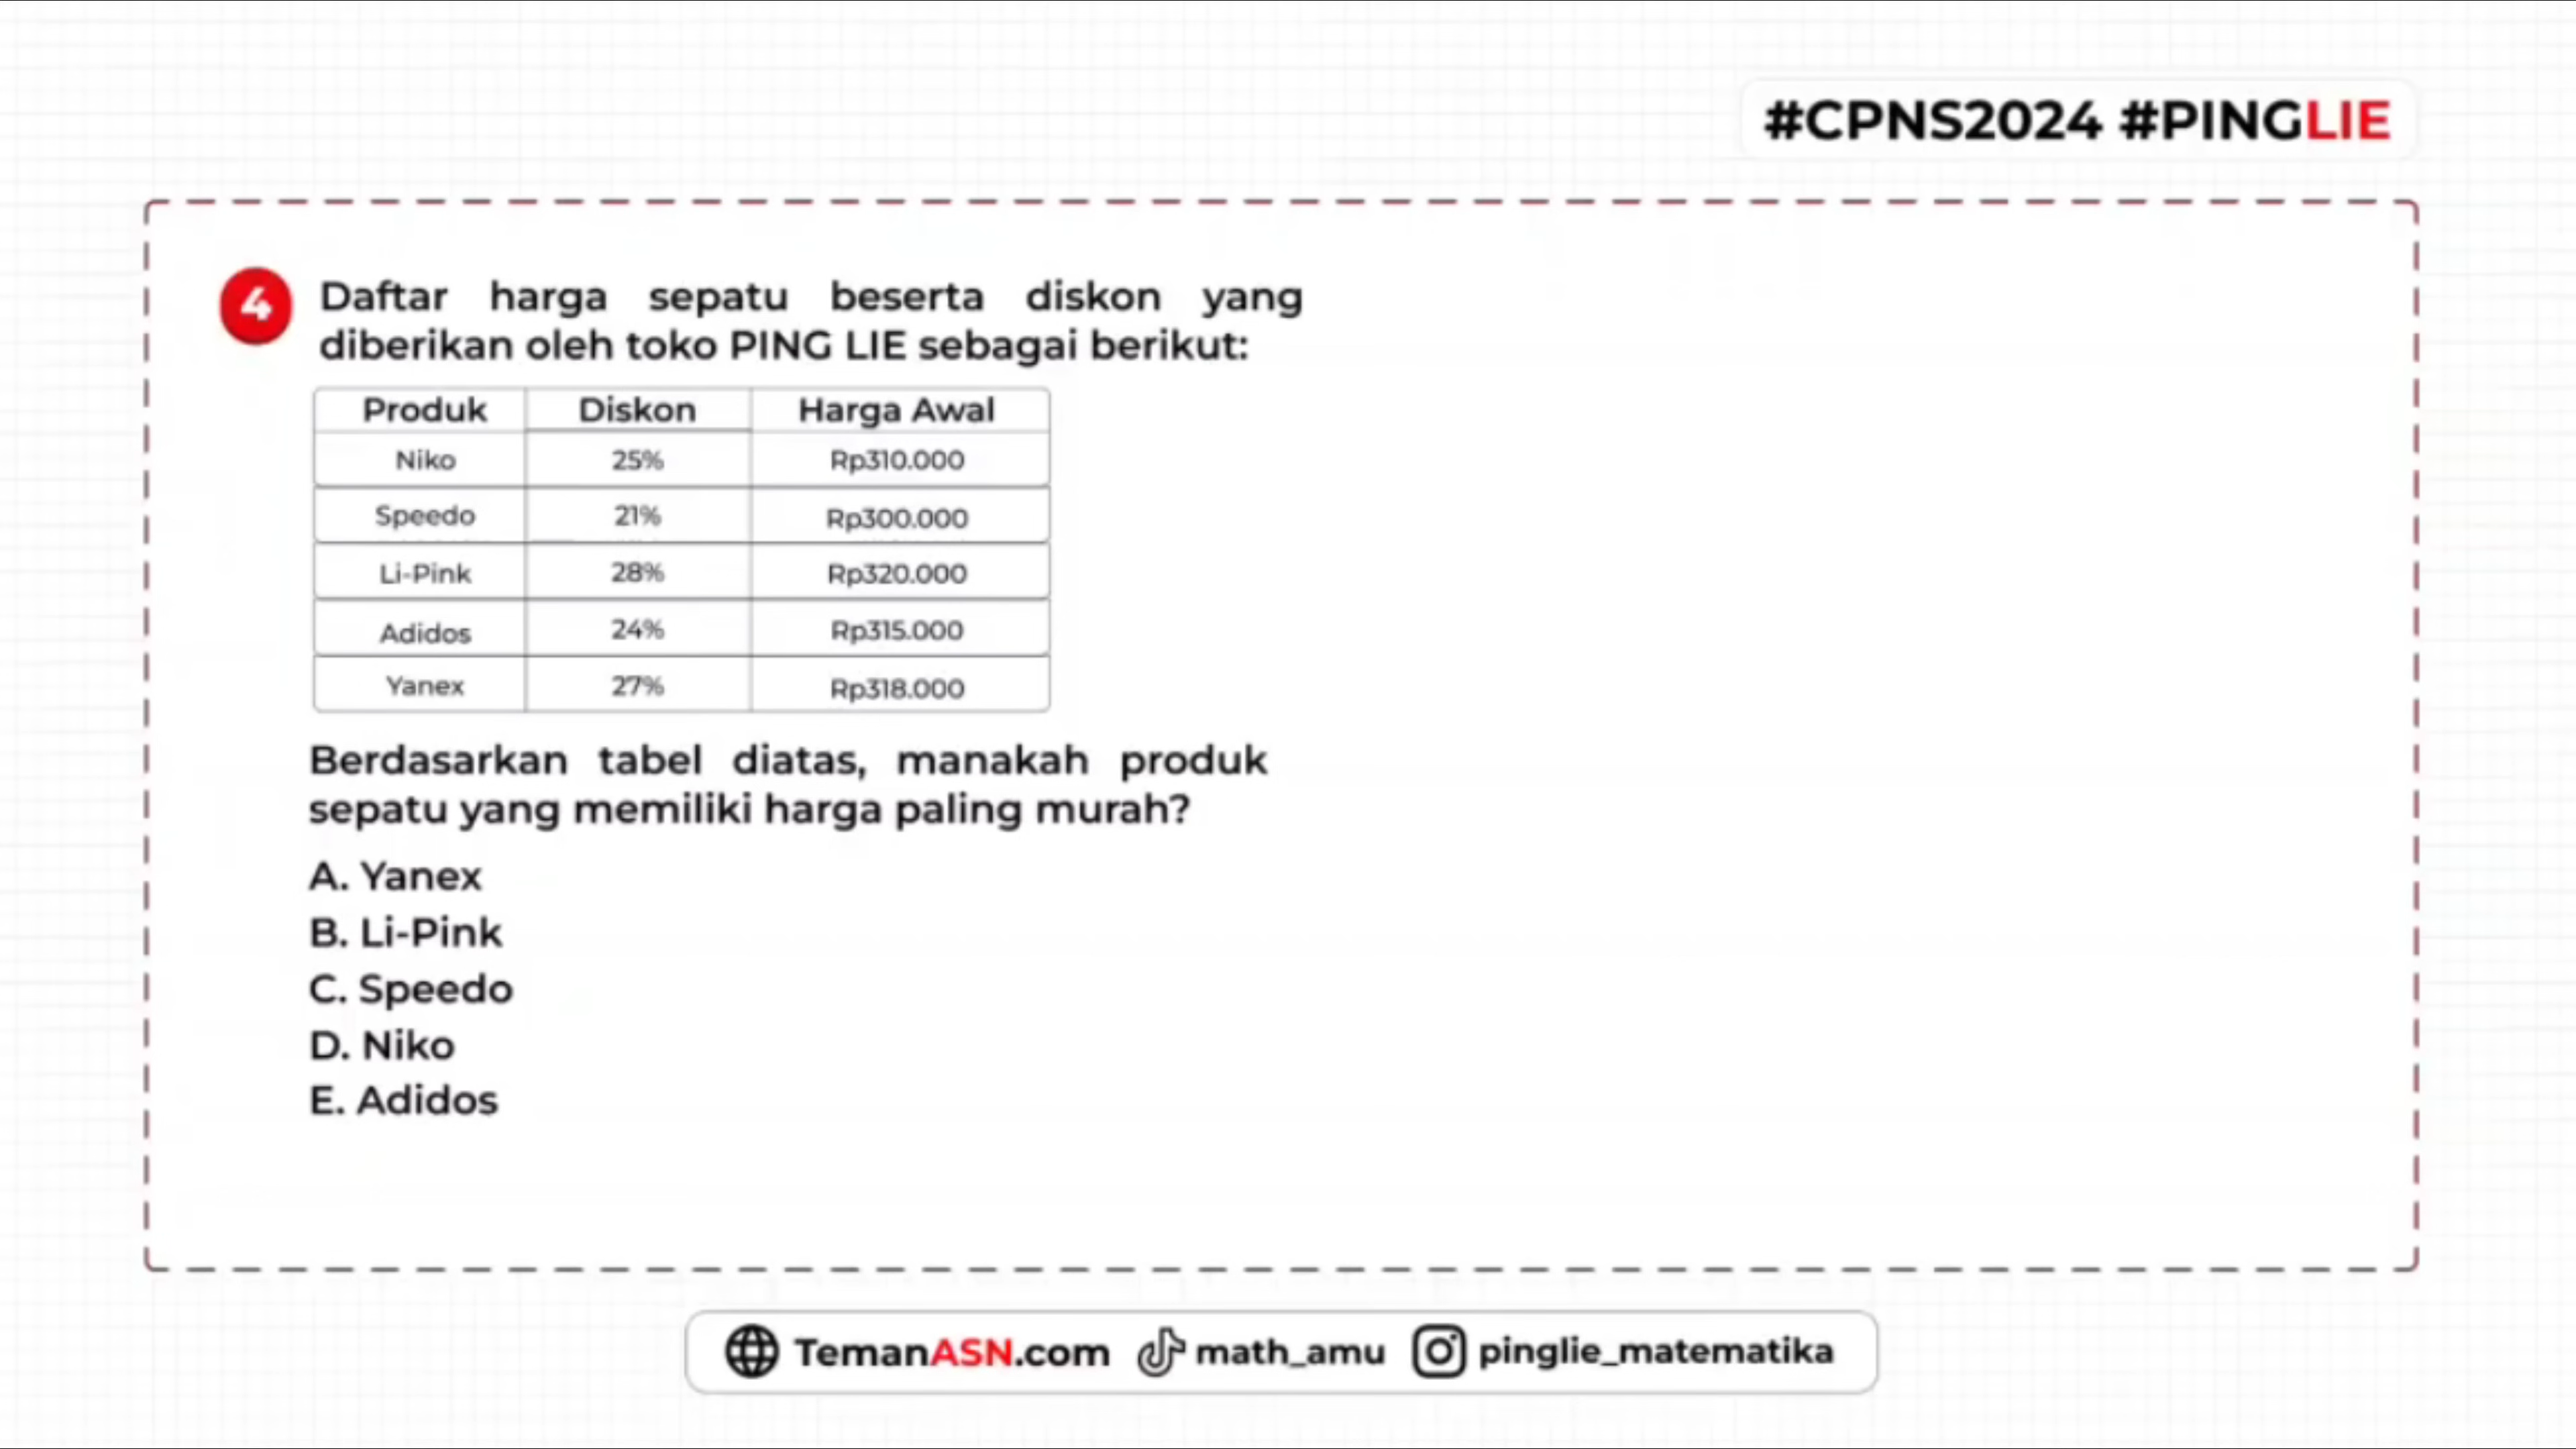 #CPNS2024 #PINGLIE
4 Daftar harga sepatu beserta diskon yang
diberikan oleh toko PING LIE sebagai berikut:
Produk Diskon Harga Awal
Niko 25% Rp310.000
Speedo 21% Rp300.000
Li-Pink 28% Rp320.000
Adidos 24% Rp315.000
Yanex 27% Rp318.000
Berdasarkan tabel diatas, manakah produk
sepatu yang memiliki harga paling murah?
A. Yanex
B. Li-Pink
C. Speedo
D. Niko
E. Adidos
TemanASN.com math_amu pinglie_matematika